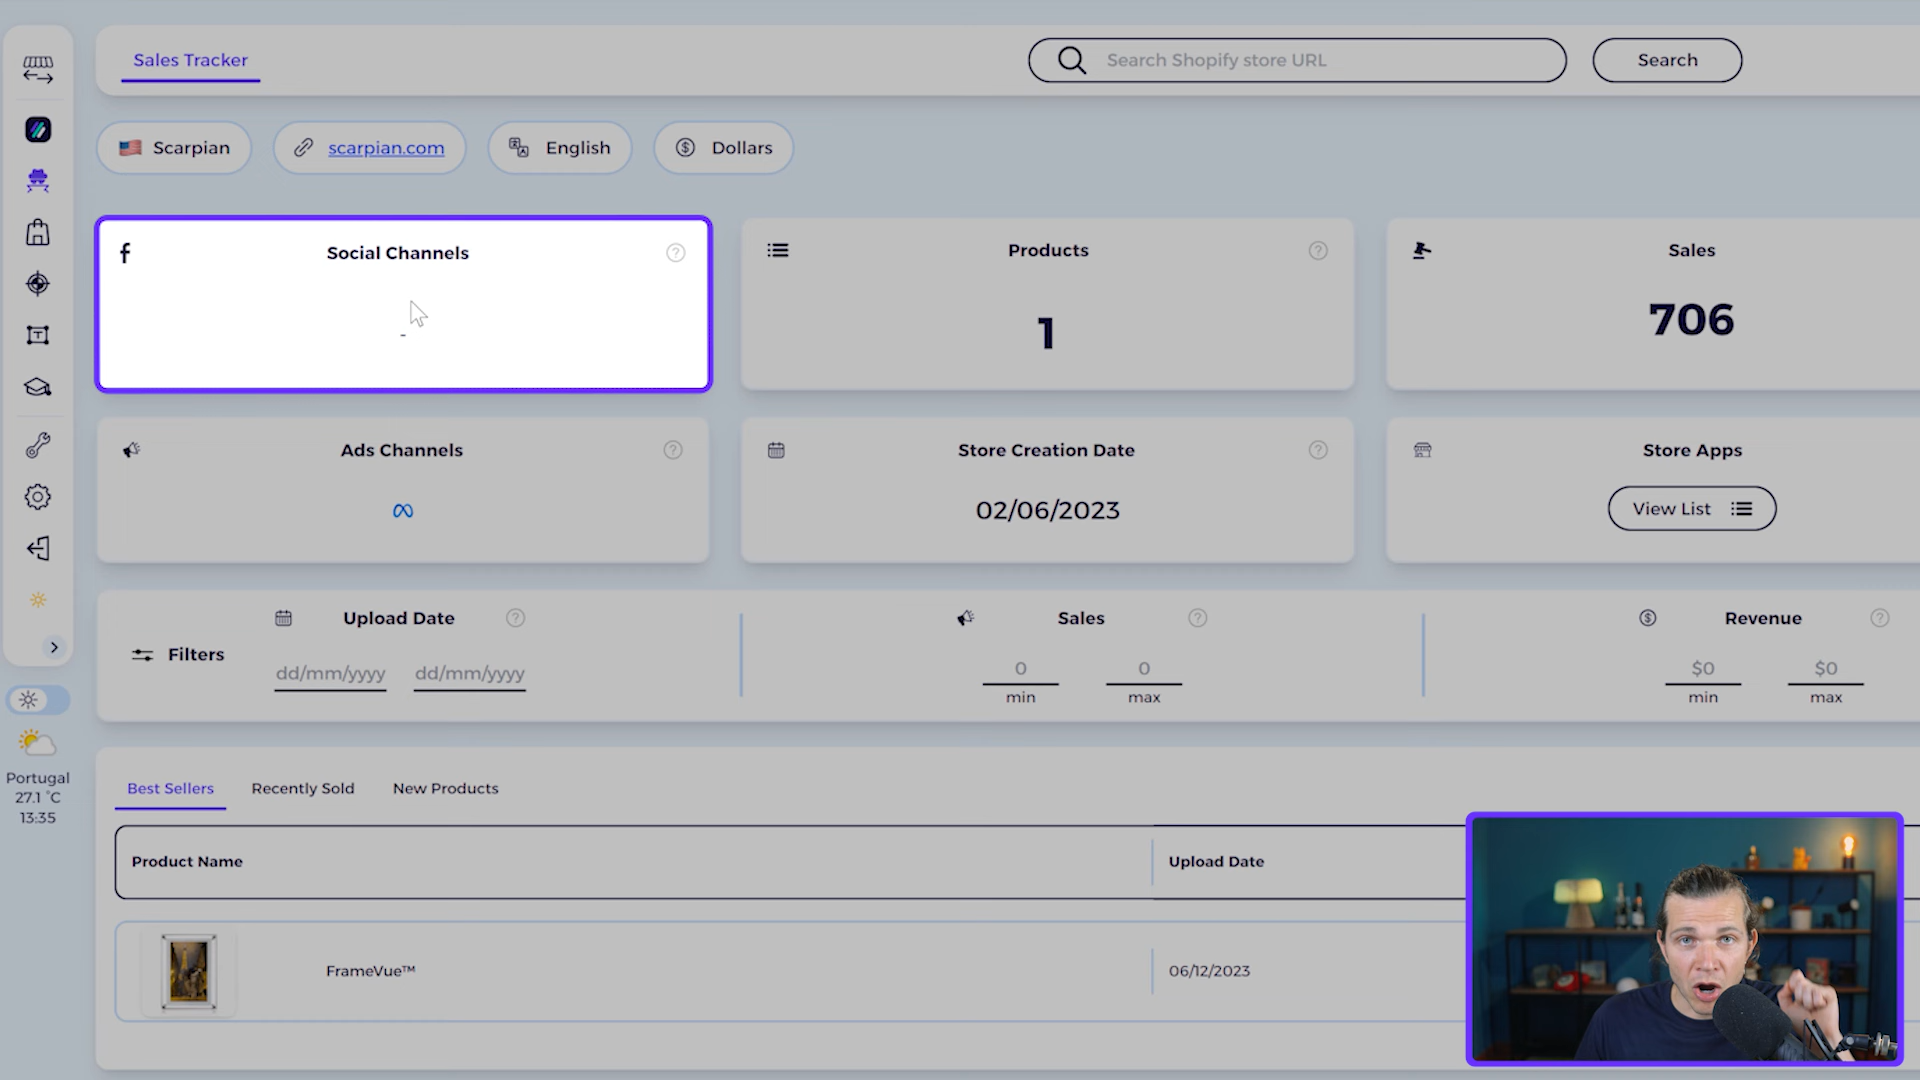 Sales Tracker
Search Shopify store URL
Search
Scarpian
scarpian.com
English
Dollars
Social Channels
-
Products
1
Sales
706
Ads Channels
Store Creation Date
02/06/2023
Store Apps
View List
Filters
Upload Date
dd/mm/yyyy dd/mm/yyyy
Sales
0 0
min max
Revenue
$0 $0
min max
Portugal
27.1 °C
13:35
Best Sellers Recently Sold New Products
Product Name Upload Date
FrameVue™ 06/12/2023